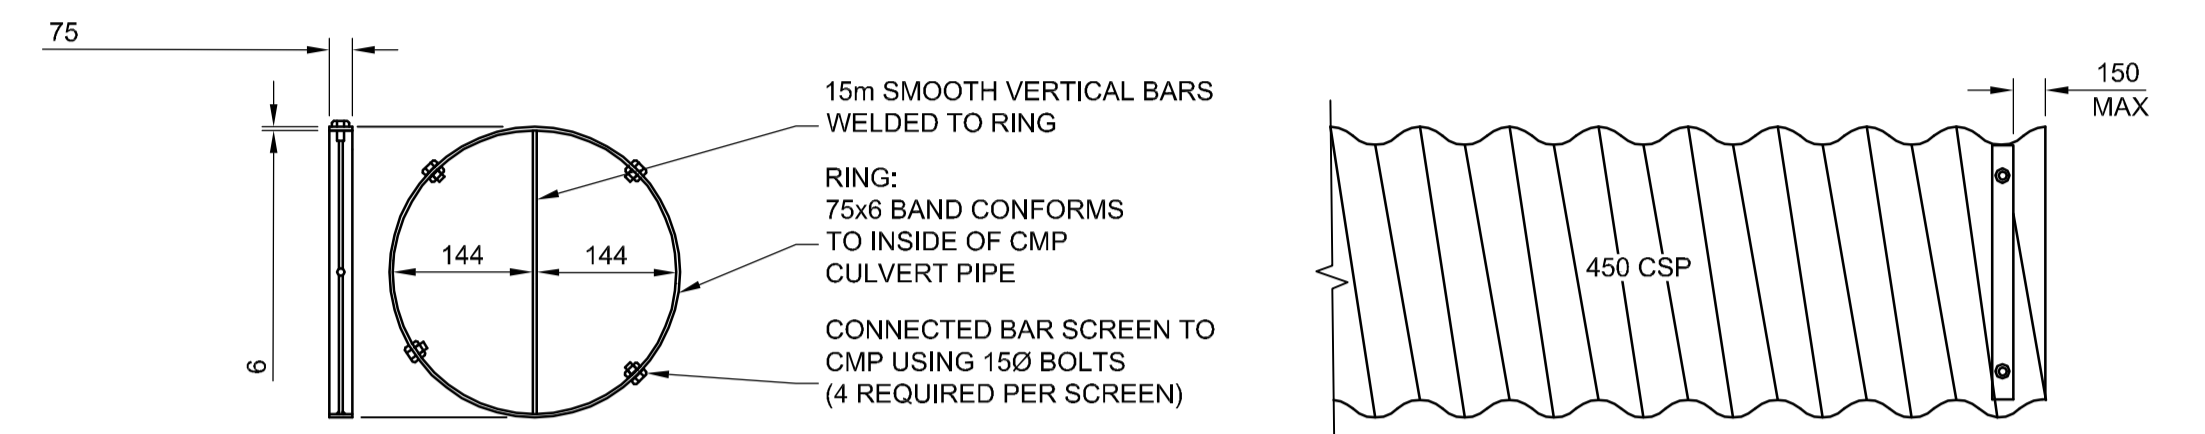 75
6
144
144
15m SMOOTH VERTICAL BARS
WELDED TO RING
RING:
75x6 BAND CONFORMS
TO INSIDE OF CMP
CULVERT PIPE
CONNECTED BAR SCREEN TO
CMP USING 15Ø BOLTS
(4 REQUIRED PER SCREEN)
450 CSP
150
MAX